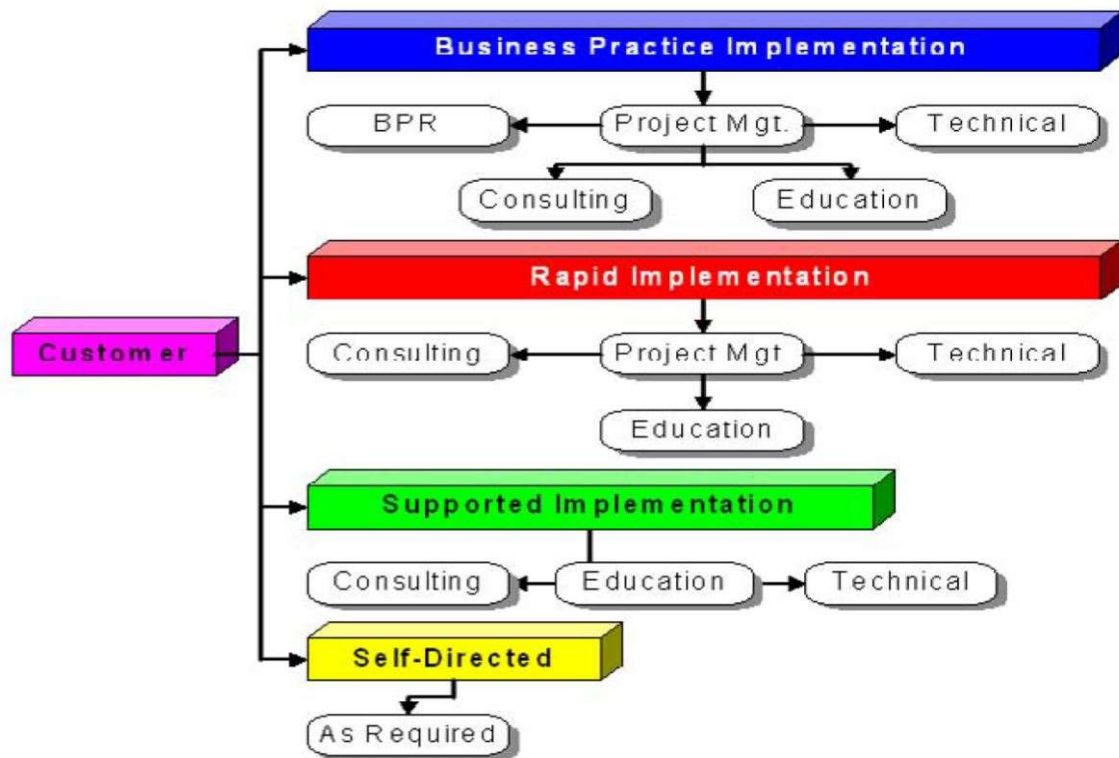 Business Practice Implementation
BPR
Project Mgt.
Technical
Consulting
Education
Rapid Implementation
Customer
Consulting
Project Mgt
Technical
Education
Supported Implementation
Consulting
Education
Technical
Self-Directed
As Required